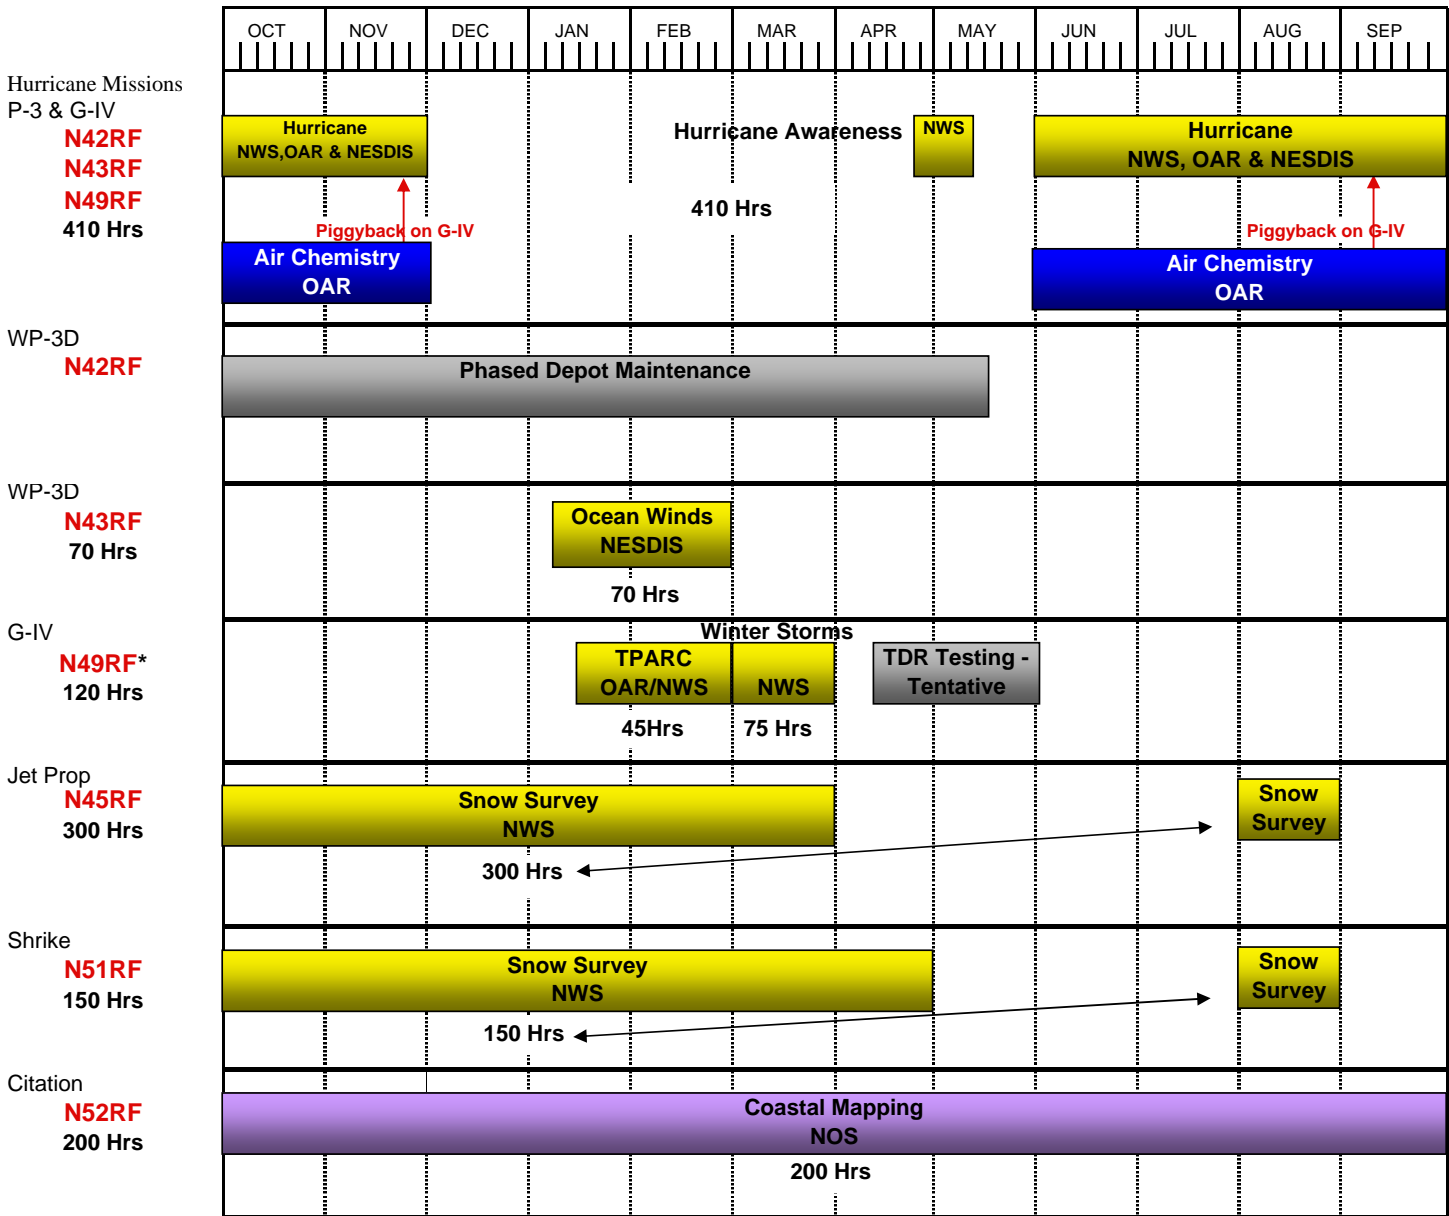 OCT NOV DEC JAN FEB MAR APR MAY JUN JUL AUG SEP
Hurricane Missions
P-3 & G-IV
N42RF
N43RF
N49RF
410 Hrs
Hurricane
NWS,OAR & NESDIS
Hurricane Awareness
NWS
Hurricane
NWS, OAR & NESDIS
410 Hrs
Piggyback on G-IV
Piggyback on G-IV
Air Chemistry
OAR
Air Chemistry
OAR
WP-3D
N42RF
Phased Depot Maintenance
WP-3D
N43RF
70 Hrs
Ocean Winds
NESDIS
70 Hrs
G-IV
N49RF*
120 Hrs
Winter Storms
TPARC
OAR/NWS
NWS
TDR Testing -
Tentative
45Hrs
75 Hrs
Jet Prop
N45RF
300 Hrs
Snow Survey
NWS
Snow
Survey
300 Hrs
Shrike
N51RF
150 Hrs
Snow Survey
NWS
Snow
Survey
150 Hrs
Citation
N52RF
200 Hrs
Coastal Mapping
NOS
200 Hrs